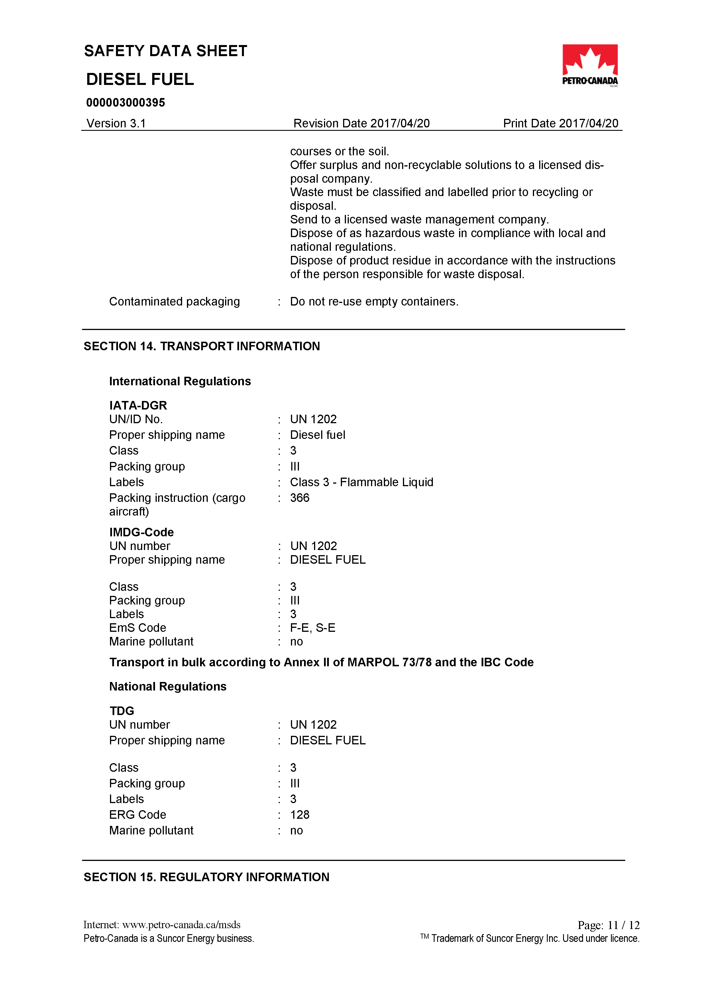 SAFETY DATA SHEET
DIESEL FUEL
000003000395
PETRO-CANADA
TM/MC
Version 3.1 Revision Date 2017/04/20 Print Date 2017/04/20
courses or the soil.
Offer surplus and non-recyclable solutions to a licensed dis-
posal company.
Waste must be classified and labelled prior to recycling or
disposal.
Send to a licensed waste management company.
Dispose of as hazardous waste in compliance with local and
national regulations.
Dispose of product residue in accordance with the instructions
of the person responsible for waste disposal.
Contaminated packaging : Do not re-use empty containers.
SECTION 14. TRANSPORT INFORMATION
International Regulations
IATA-DGR
UN/ID No. : UN 1202
Proper shipping name : Diesel fuel
Class : 3
Packing group : III
Labels : Class 3 - Flammable Liquid
Packing instruction (cargo : 366
aircraft)
IMDG-Code
UN number : UN 1202
Proper shipping name : DIESEL FUEL
Class : 3
Packing group : III
Labels : 3
EmS Code : F-E, S-E
Marine pollutant : no
Transport in bulk according to Annex II of MARPOL 73/78 and the IBC Code
National Regulations
TDG
UN number : UN 1202
Proper shipping name : DIESEL FUEL
Class : 3
Packing group : III
Labels : 3
ERG Code : 128
Marine pollutant : no
SECTION 15. REGULATORY INFORMATION
Internet: www.petro-canada.ca/msds Page: 11 / 12
Petro-Canada is a Suncor Energy business. TM Trademark of Suncor Energy Inc. Used under licence.